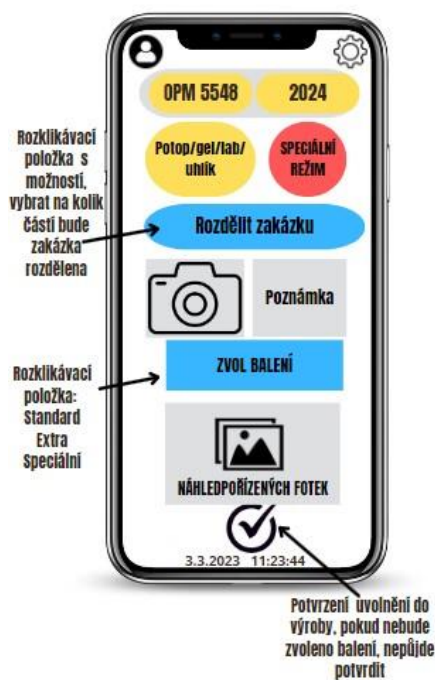 OPM 5548
2024
Potop/gel/lab/
uhlík
SPECIÁLNÍ
REŽIM
Rozklikávací
položka s
možností,
vybrat na kolik
částí bude
zakázka
rozdělena
Rozdělit zakázku
Poznámka
ZVOL BALENÍ
Rozklikávací
položka:
Standard
Extra
Speciální
NÁHLEDPOŘÍZENÝCH FOTEK
3.3.2023 11:23:44
Potvrzení uvolnění do
výroby, pokud nebude
zvoleno balení, nepůjde
potvrdit